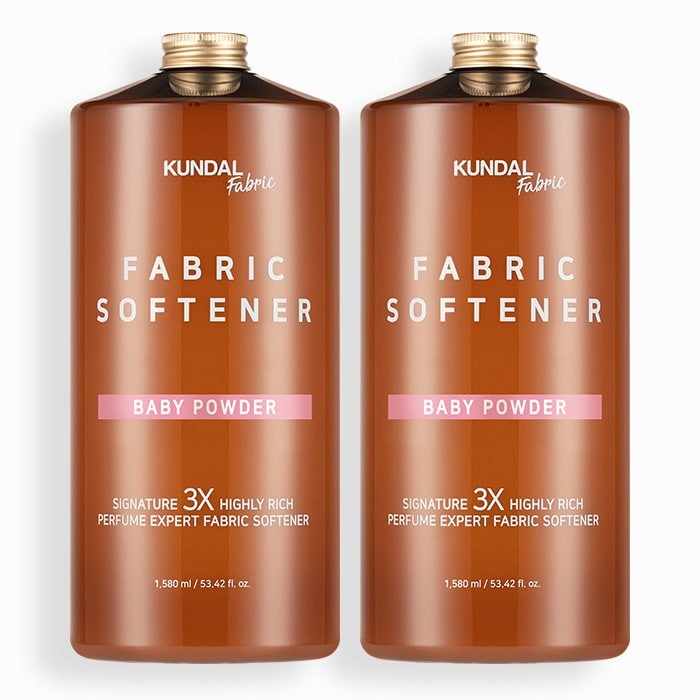 KUNDAL
Fabric
FABRIC
SOFTENER
BABY POWDER
SIGNATURE 3X HIGHLY RICH
PERFUME EXPERT FABRIC SOFTENER
1,580 ml / 53.42 fl. oz.
KUNDAL
Fabric
FABRIC
SOFTENER
BABY POWDER
SIGNATURE 3X HIGHLY RICH
PERFUME EXPERT FABRIC SOFTENER
1,580 ml / 53.42 fl. oz.